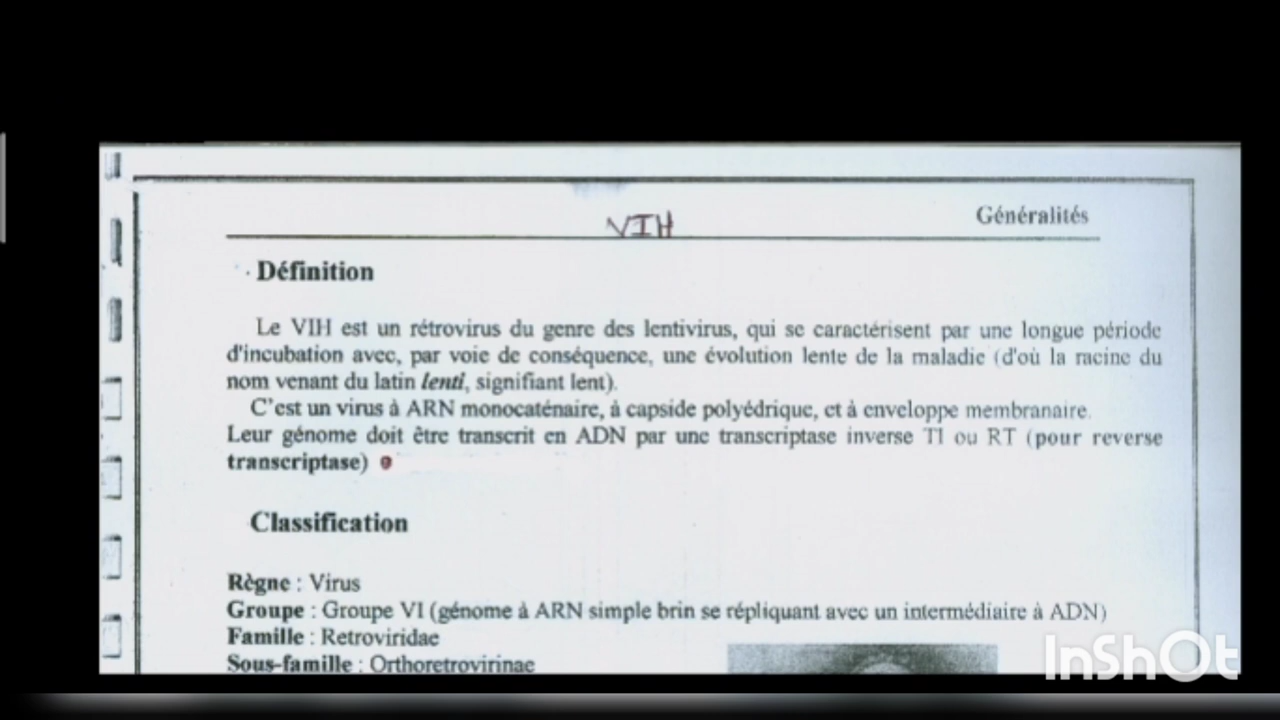 VIH
Généralités
Définition
Le VIH est un rétrovirus du genre des lentivirus, qui se caractérisent par une longue période
d'incubation avec, par voie de conséquence, une évolution lente de la maladie (d'où la racine du
nom venant du latin lenti, signifiant lent).
C'est un virus à ARN monocaténaire, à capside polyédrique, et à enveloppe membranaire.
Leur génome doit être transcrit en ADN par une transcriptase inverse TI ou RT (pour reverse
transcriptase)
Classification
Règne : Virus
Groupe : Groupe VI (génome à ARN simple brin se répliquant avec un intermédiaire à ADN)
Famille : Retroviridae
Sous-famille : Orthoretrovirinae
InShOt